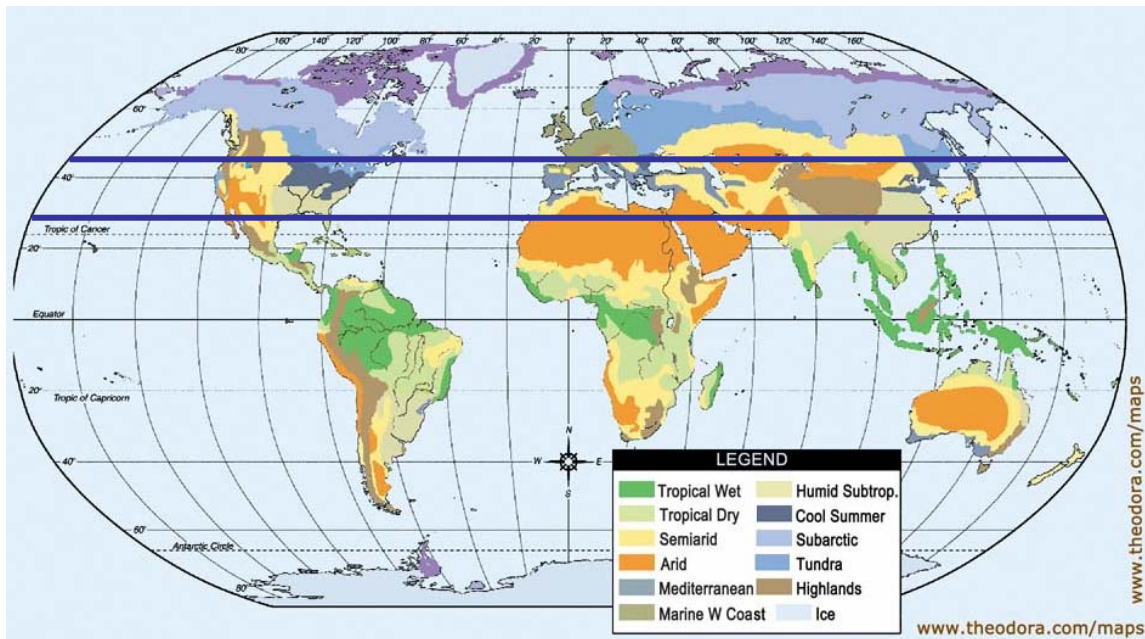 80°
160° 140° 120° 100° 80° 60° 40° 20° 0° 20° 40° 60° 80° 100° 120° 140° 160°
60°
40°
Tropic of Cancer
20°
Equator
20°
Tropic of Capricorn
40°
60°
Antarctic Circle
80°
N
W E
S
LEGEND
Tropical Wet Humid Subtrop.
Tropical Dry Cool Summer
Semiarid Subarctic
Arid Tundra
Mediterranean Highlands
Marine W Coast Ice
www.theodora.com/maps
www.theodora.com/maps